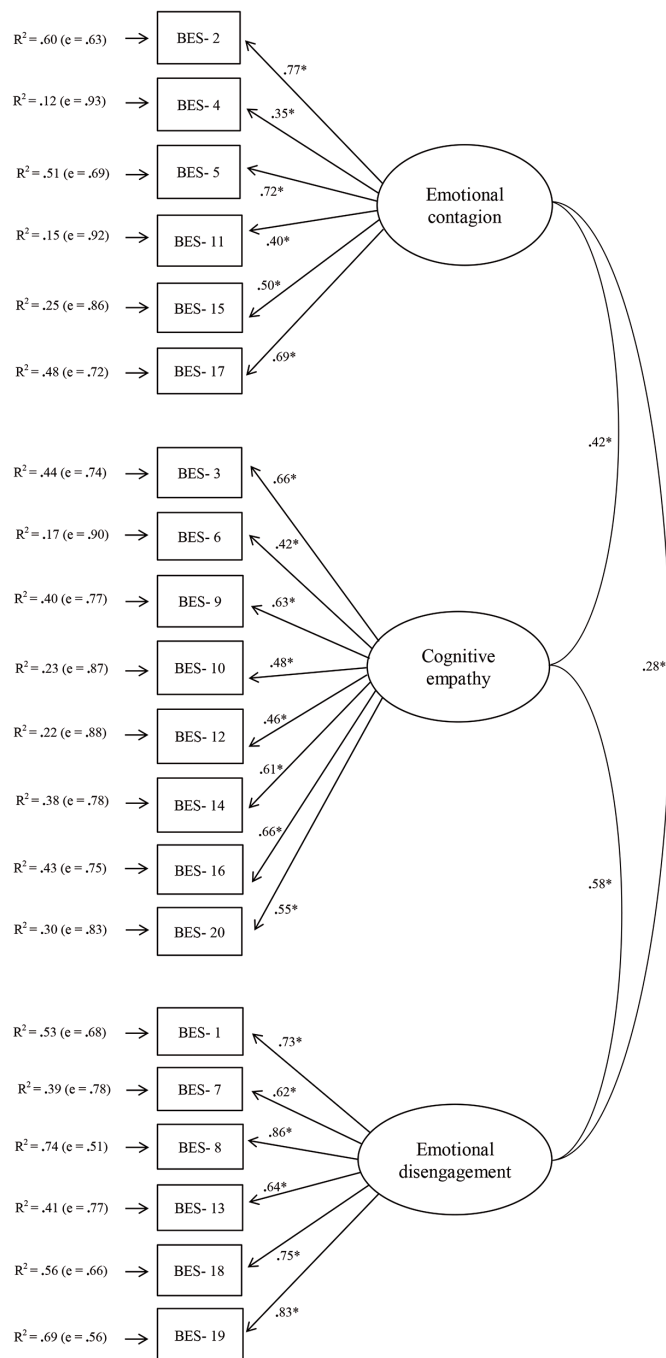 R² = .60 (e = .63) BES- 2
.77*
R² = .12 (e = .93) BES- 4
.35*
R² = .51 (e = .69) BES- 5
.72*
Emotional
contagion
R² = .15 (e = .92) BES- 11
.40*
R² = .25 (e = .86) BES- 15
.50*
R² = .48 (e = .72) BES- 17
.69*
.42*
R² = .44 (e = .74) BES- 3
.66*
R² = .17 (e = .90) BES- 6
.42*
R² = .40 (e = .77) BES- 9
.63*
Cognitive
empathy
R² = .23 (e = .87) BES- 10
.48*
.28*
R² = .22 (e = .88) BES- 12
.46*
R² = .38 (e = .78) BES- 14
.61*
R² = .43 (e = .75) BES- 16
.66*
R² = .30 (e = .83) BES- 20
.55*
.58*
R² = .53 (e = .68) BES- 1
.73*
R² = .39 (e = .78) BES- 7
.62*
R² = .74 (e = .51) BES- 8
.86*
Emotional
disengagement
R² = .41 (e = .77) BES- 13
.64*
R² = .56 (e = .66) BES- 18
.75*
R² = .69 (e = .56) BES- 19
.83*